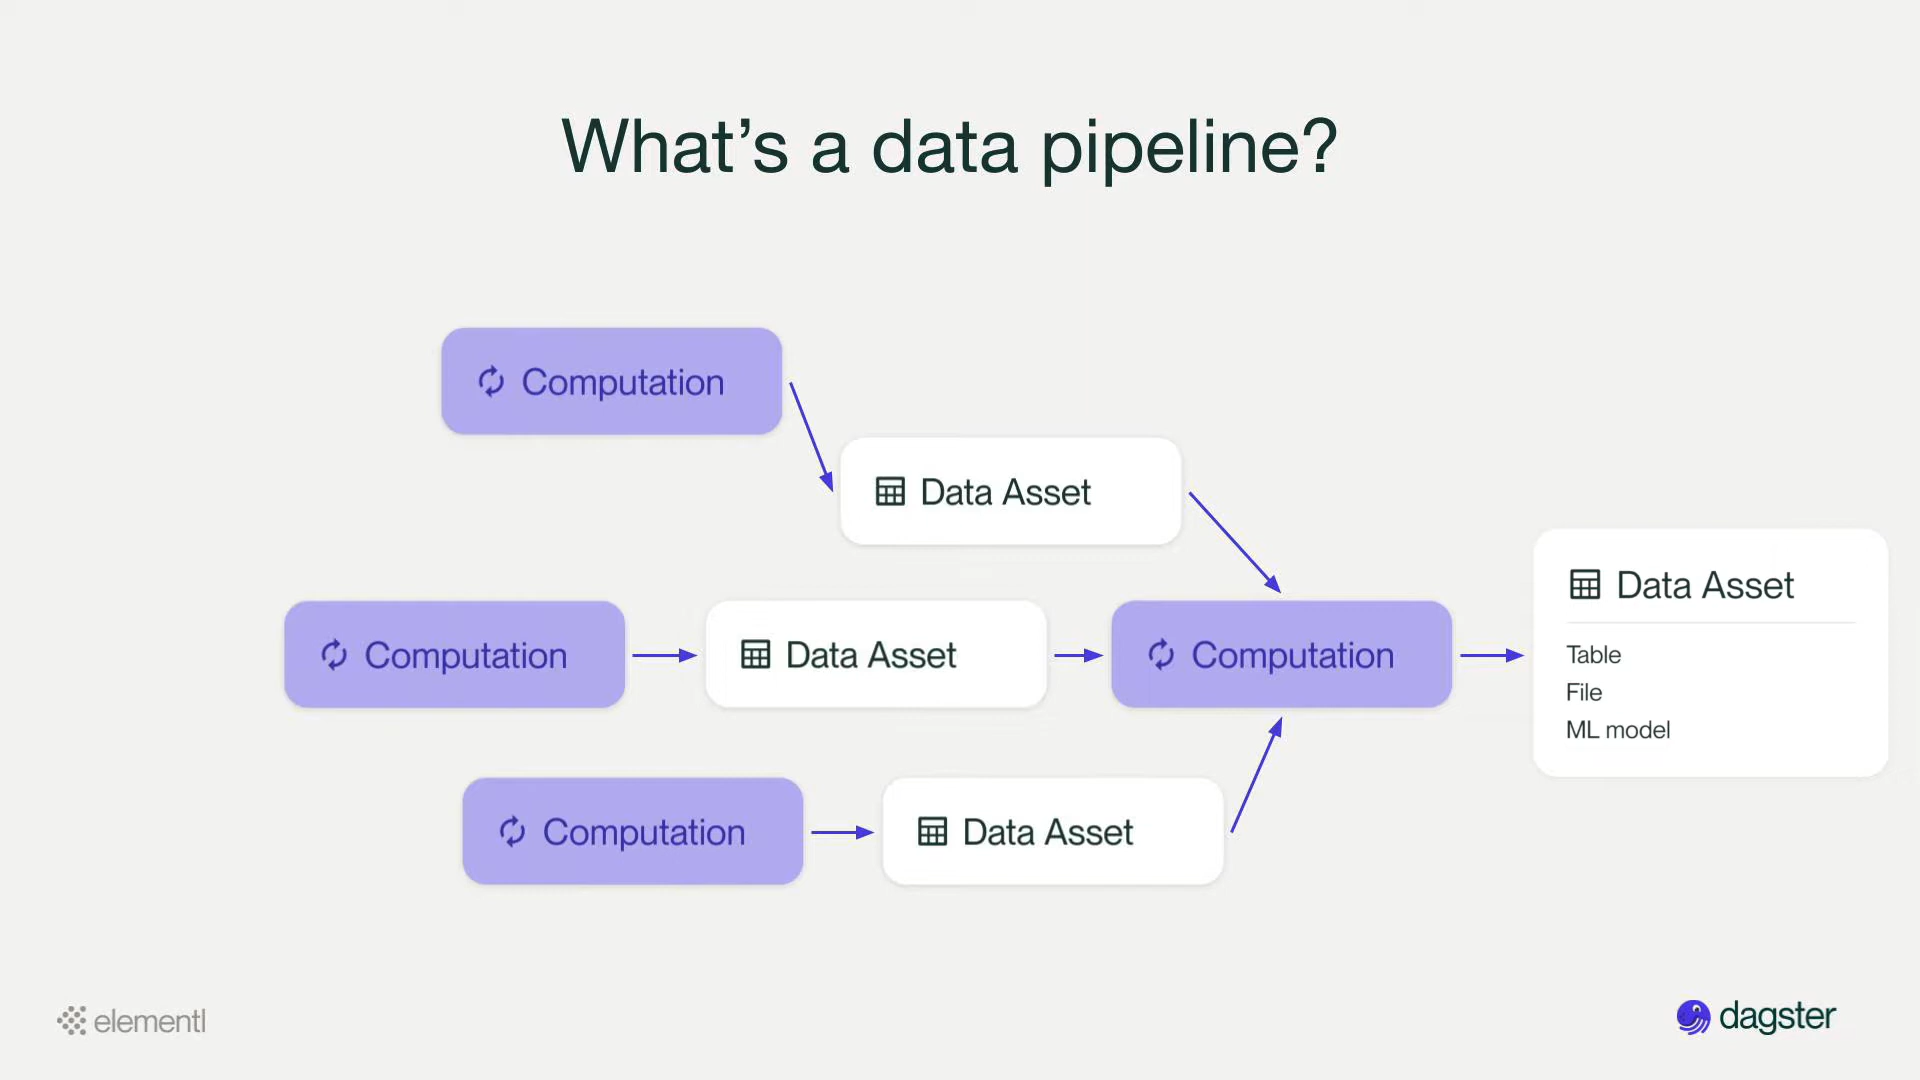 What’s a data pipeline?
Computation
Data Asset
Computation
Data Asset
Computation
Data Asset
Table
File
ML model
Computation
Data Asset
elementl
dagster